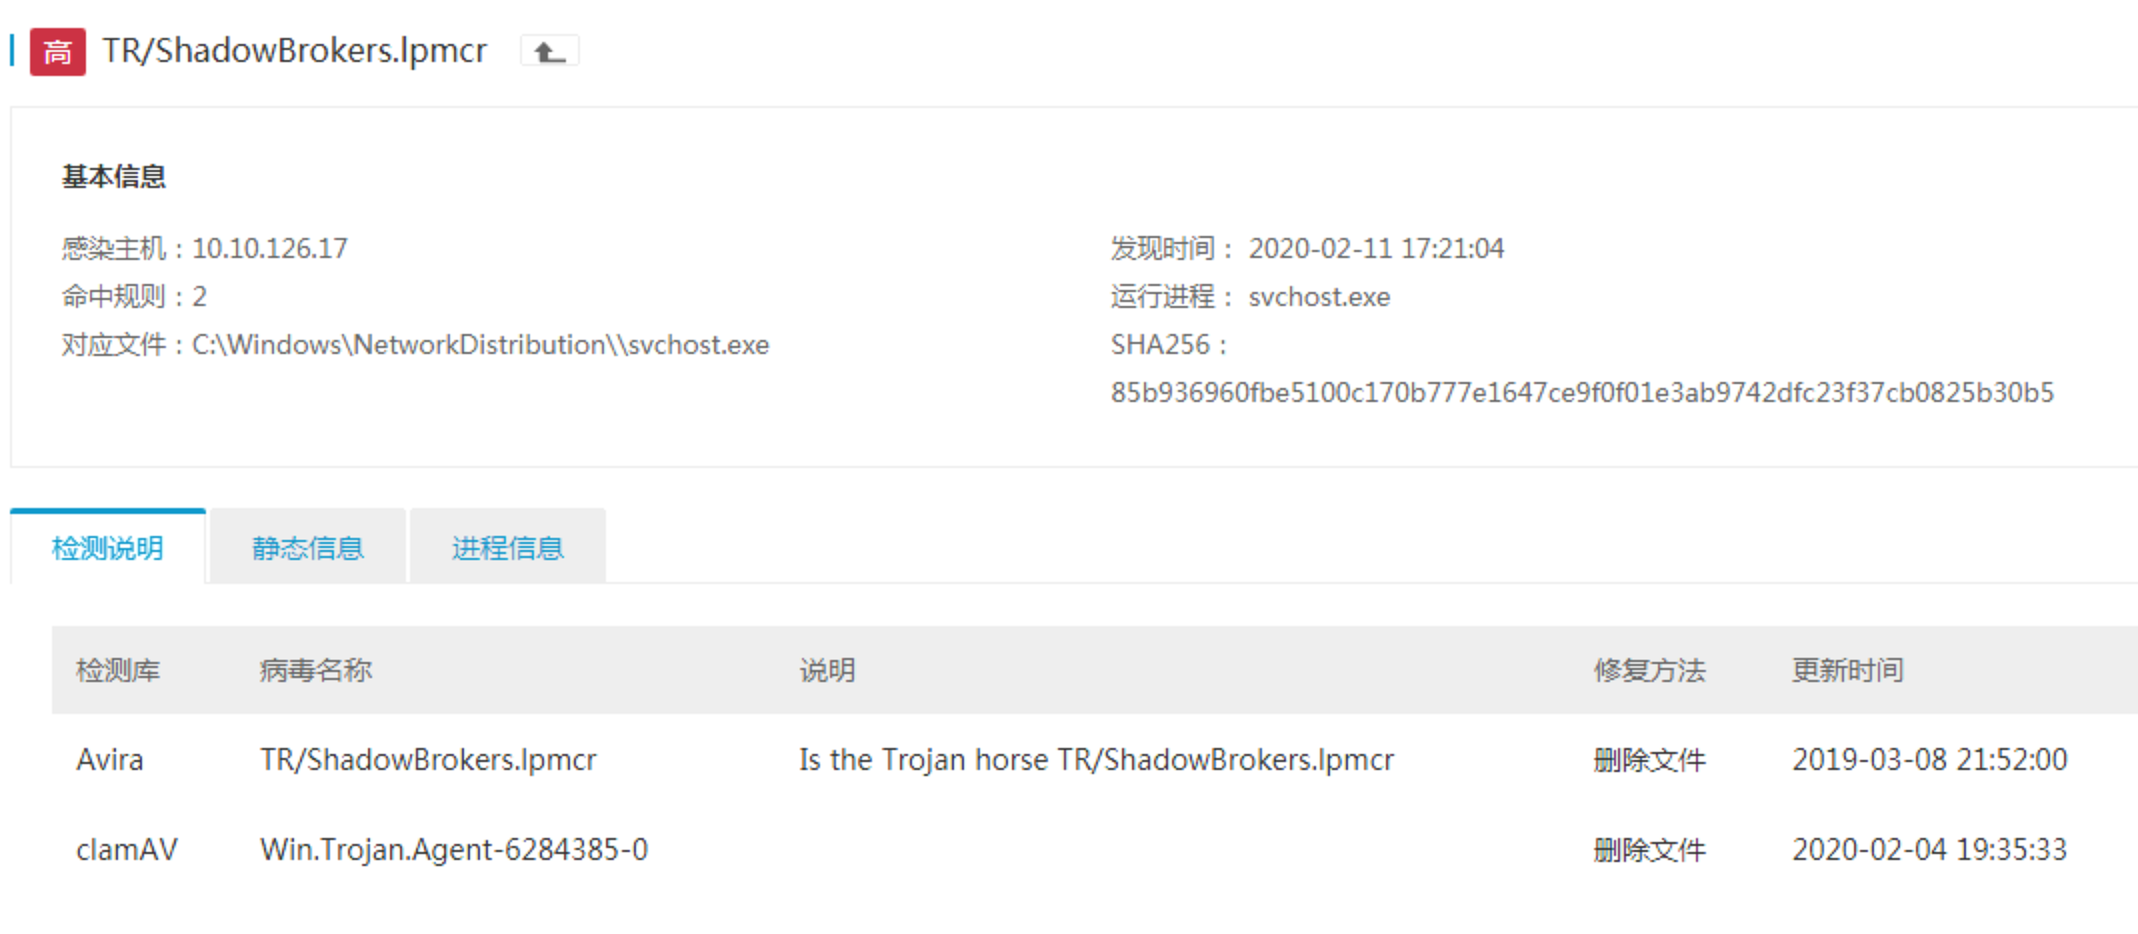 高 TR/ShadowBrokers.lpmcr
基本信息
感染主机：10.10.126.17
发现时间： 2020-02-11 17:21:04
命中规则：2
运行进程： svchost.exe
对应文件：C:\Windows\NetworkDistribution\\svchost.exe
SHA256：
85b936960fbe5100c170b777e1647ce9f0f01e3ab9742dfc23f37cb0825b30b5
检测说明 静态信息 进程信息
检测库 病毒名称 说明 修复方法 更新时间
Avira TR/ShadowBrokers.lpmcr Is the Trojan horse TR/ShadowBrokers.lpmcr 删除文件 2019-03-08 21:52:00
clamAV Win.Trojan.Agent-6284385-0 删除文件 2020-02-04 19:35:33